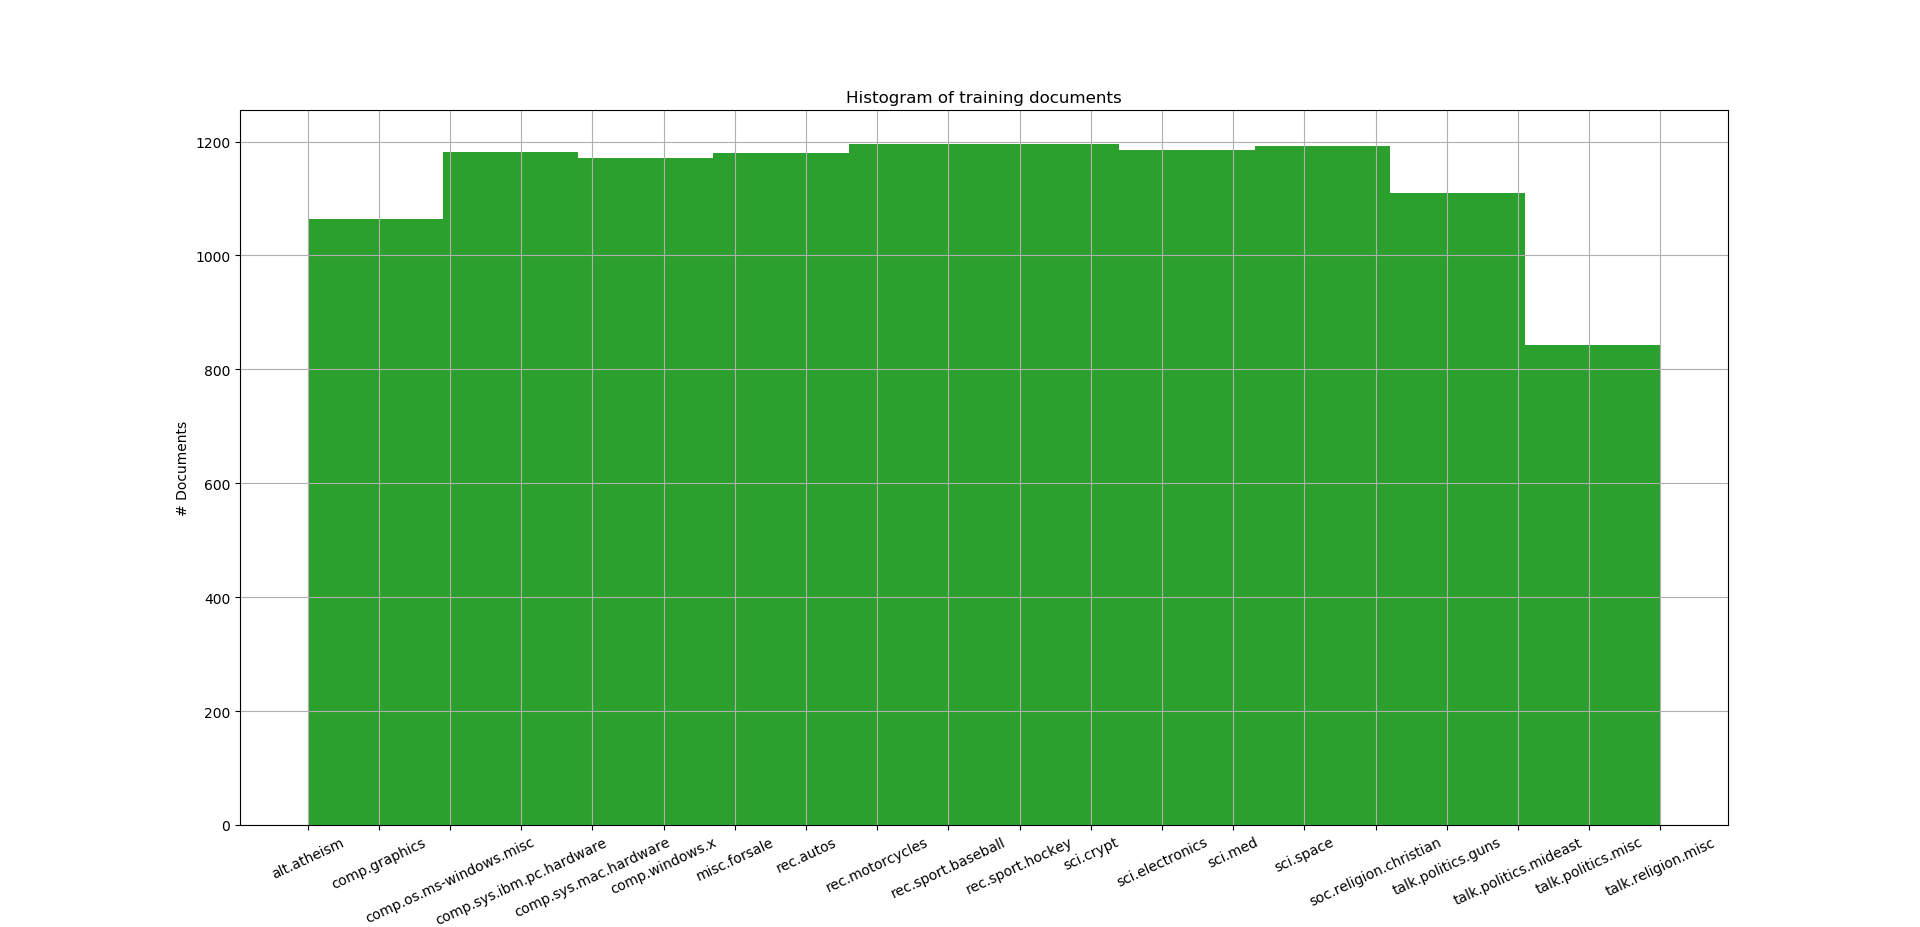 Histogram of training documents
1200
1000
800
600
400
200
0
# Documents
alt.atheism
comp.graphics
comp.os.ms-windows.misc
comp.sys.ibm.pc.hardware
comp.sys.mac.hardware
comp.windows.x
misc.forsale
rec.autos
rec.motorcycles
rec.sport.baseball
rec.sport.hockey
sci.crypt
sci.electronics
sci.med
sci.space
soc.religion.christian
talk.politics.guns
talk.politics.mideast
talk.politics.misc
talk.religion.misc